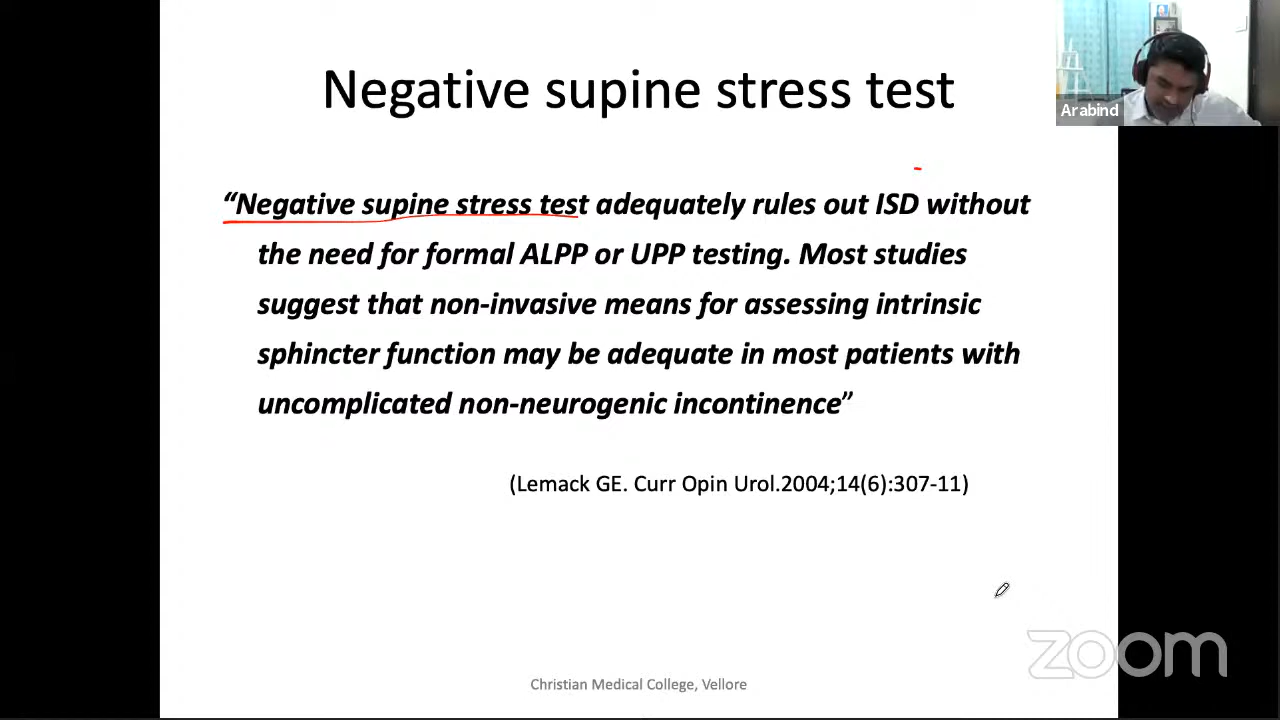 Negative supine stress test
Arabind
“Negative supine stress test adequately rules out ISD without
the need for formal ALPP or UPP testing. Most studies
suggest that non-invasive means for assessing intrinsic
sphincter function may be adequate in most patients with
uncomplicated non-neurogenic incontinence”
(Lemack GE. Curr Opin Urol.2004;14(6):307-11)
zoom
Christian Medical College, Vellore